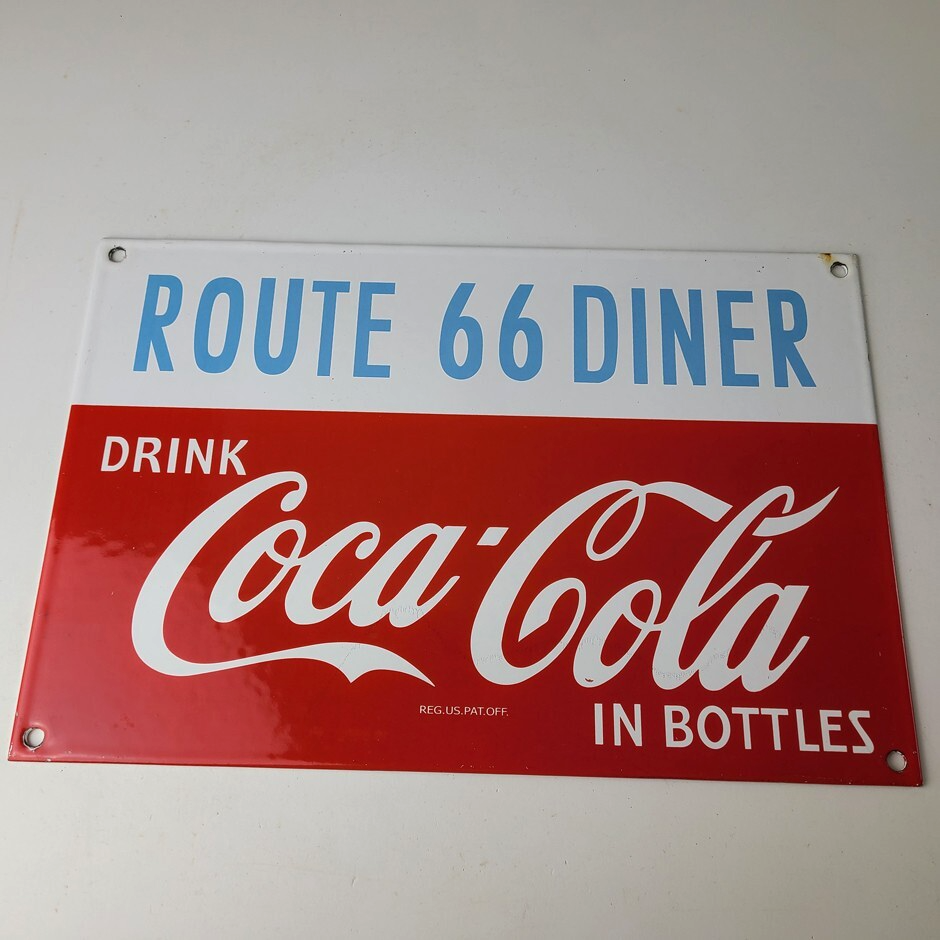 ROUTE 66 DINER
DRINK
Coca-Cola
REG.US.PAT.OFF.
IN BOTTLES